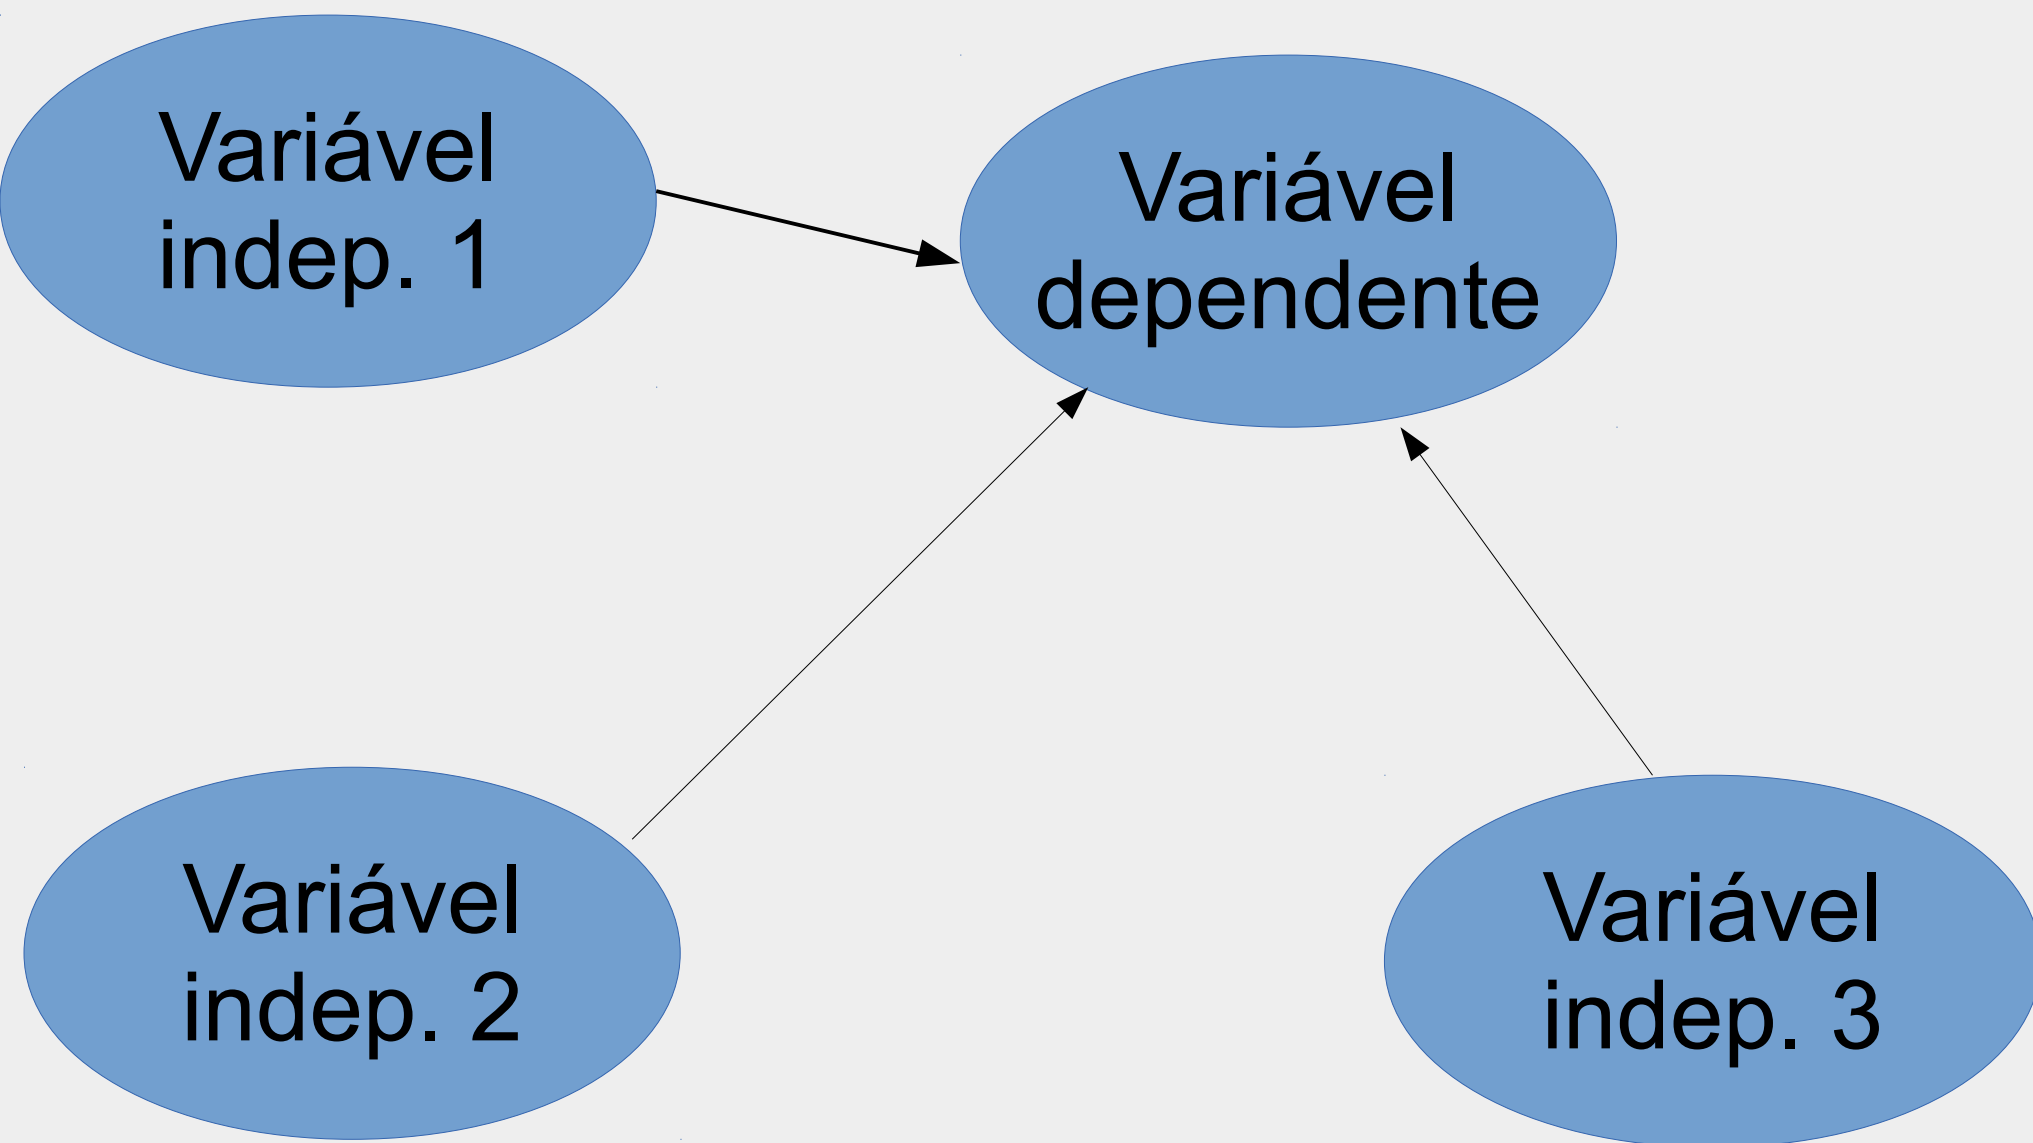 Variável
indep. 1
Variável
dependente
Variável
indep. 2
Variável
indep. 3